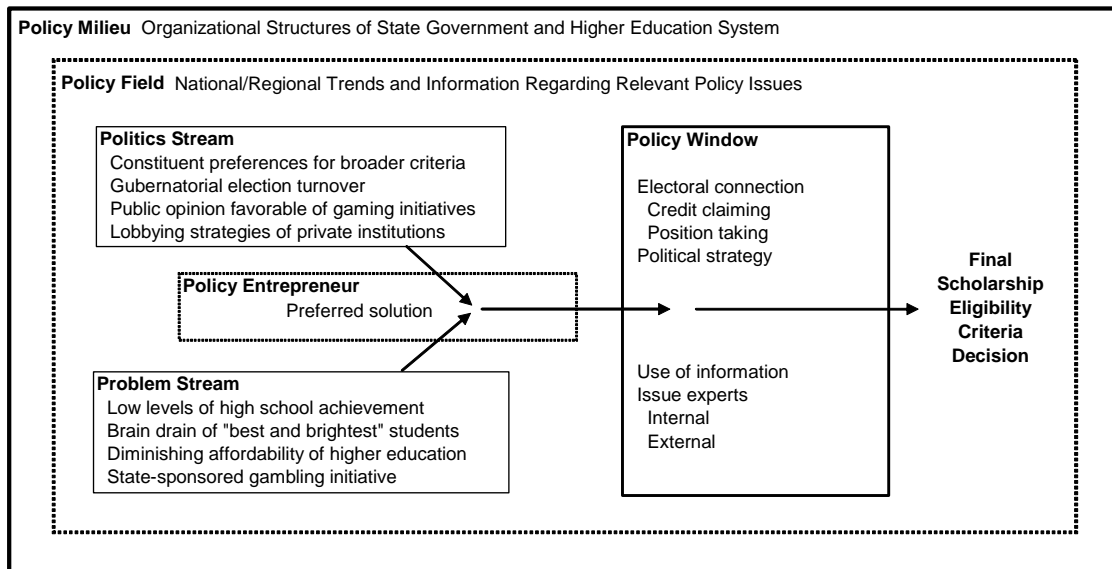 Policy Milieu Organizational Structures of State Government and Higher Education System
Policy Field National/Regional Trends and Information Regarding Relevant Policy Issues
Politics Stream
Constituent preferences for broader criteria
Gubernatorial election turnover
Public opinion favorable of gaming initiatives
Lobbying strategies of private institutions
Policy Entrepreneur
Preferred solution
Problem Stream
Low levels of high school achievement
Brain drain of "best and brightest" students
Diminishing affordability of higher education
State-sponsored gambling initiative
Policy Window
Electoral connection
Credit claiming
Position taking
Political strategy
Use of information
Issue experts
Internal
External
Final
Scholarship
Eligibility
Criteria
Decision